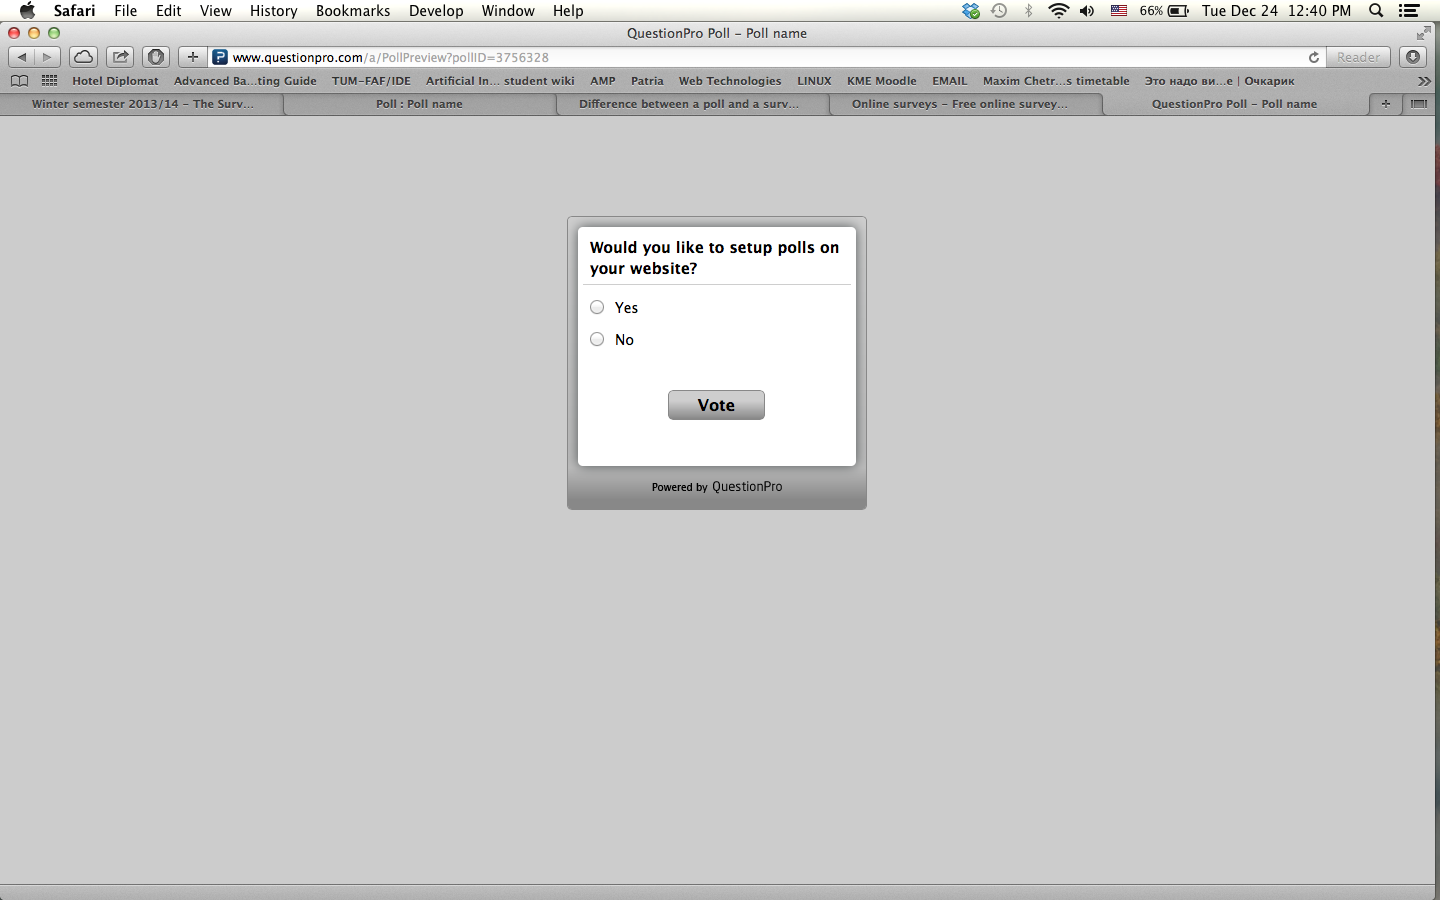 Safari File Edit View History Bookmarks Develop Window Help 66% Tue Dec 24 12:40 PM
QuestionPro Poll – Poll name
www.questionpro.com/a/PollPreview?pollID=3756328 Reader
Hotel Diplomat Advanced Ba...ting Guide TUM-FAF/IDE Artificial In... student wiki AMP Patria Web Technologies LINUX KME Moodle EMAIL Maxim Chetr...s timetable Это надо ви...е | Очкарик
Winter semester 2013/14 – The Surv... Poll : Poll name Difference between a poll and a surv... Online surveys – Free online survey... QuestionPro Poll – Poll name
Would you like to setup polls on
your website?
Yes
No
Vote
Powered by QuestionPro